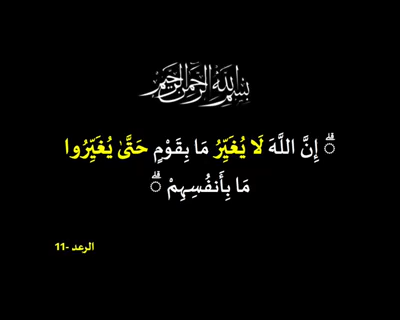 بسم الله الرحمن الرحيم
ۗ إِنَّ اللَّهَ لَا يُغَيِّرُ مَا بِقَوْمٍ حَتَّىٰ يُغَيِّرُوا
مَا بِأَنفُسِهِمْ ۗ
الرعد -11